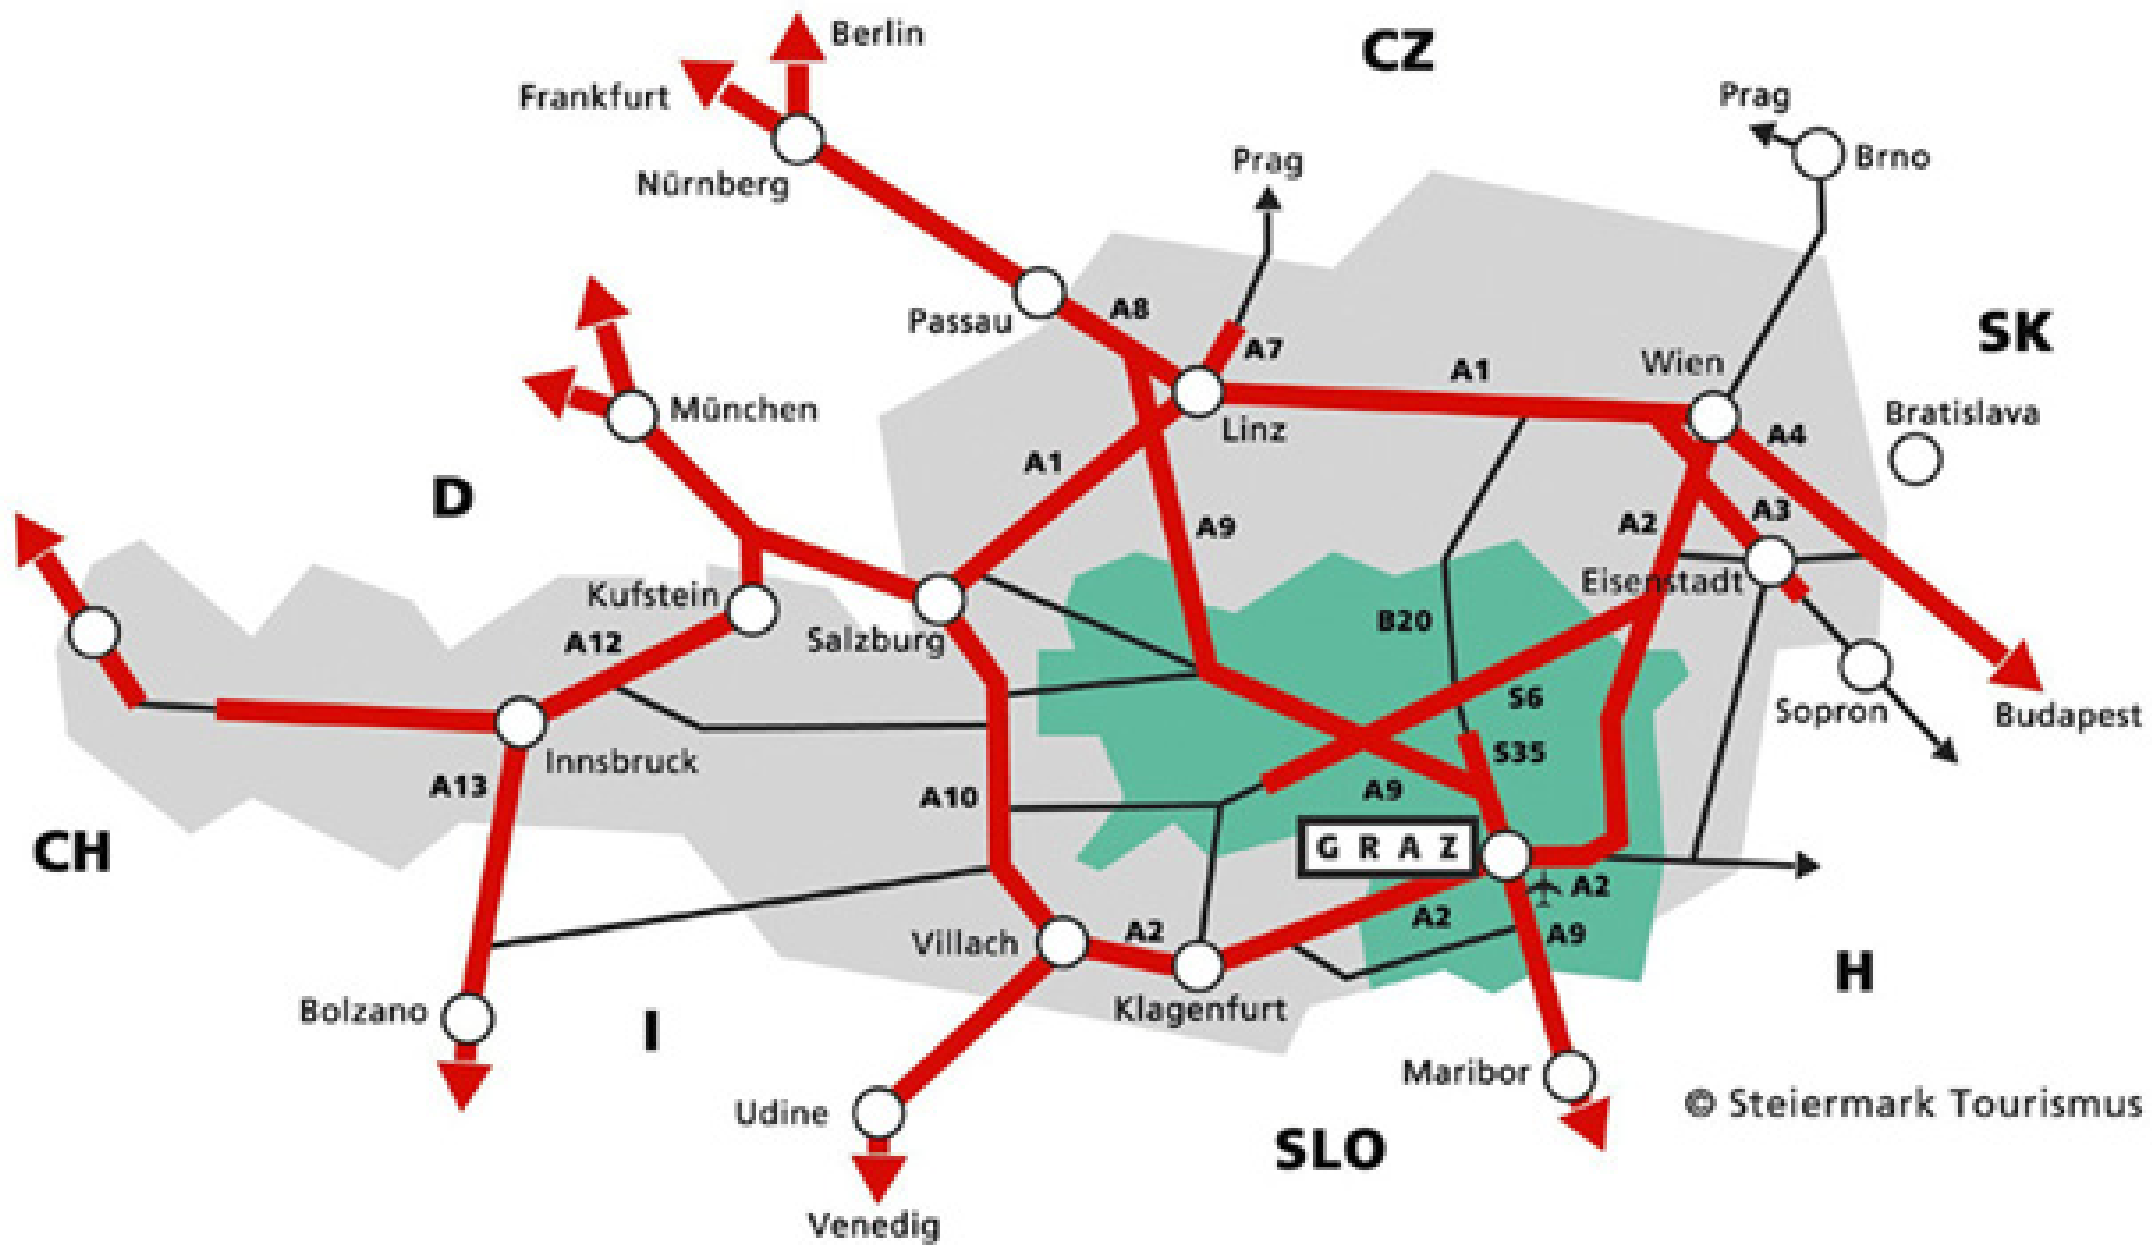 Berlin
CZ
Frankfurt
Prag
Prag
Brno
Nürnberg
Passau
A8
A7
SK
A1
Wien
München
Linz
Bratislava
A4
A1
D
A9
A2
A3
Kufstein
Eisenstadt
A12
Salzburg
B20
S6
Sopron
Budapest
Innsbruck
S35
A13
A10
A9
CH
GRAZ
A2
A2
A2
A9
Villach
H
Bolzano
I
Klagenfurt
Maribor
Udine
© Steiermark Tourismus
SLO
Venedig